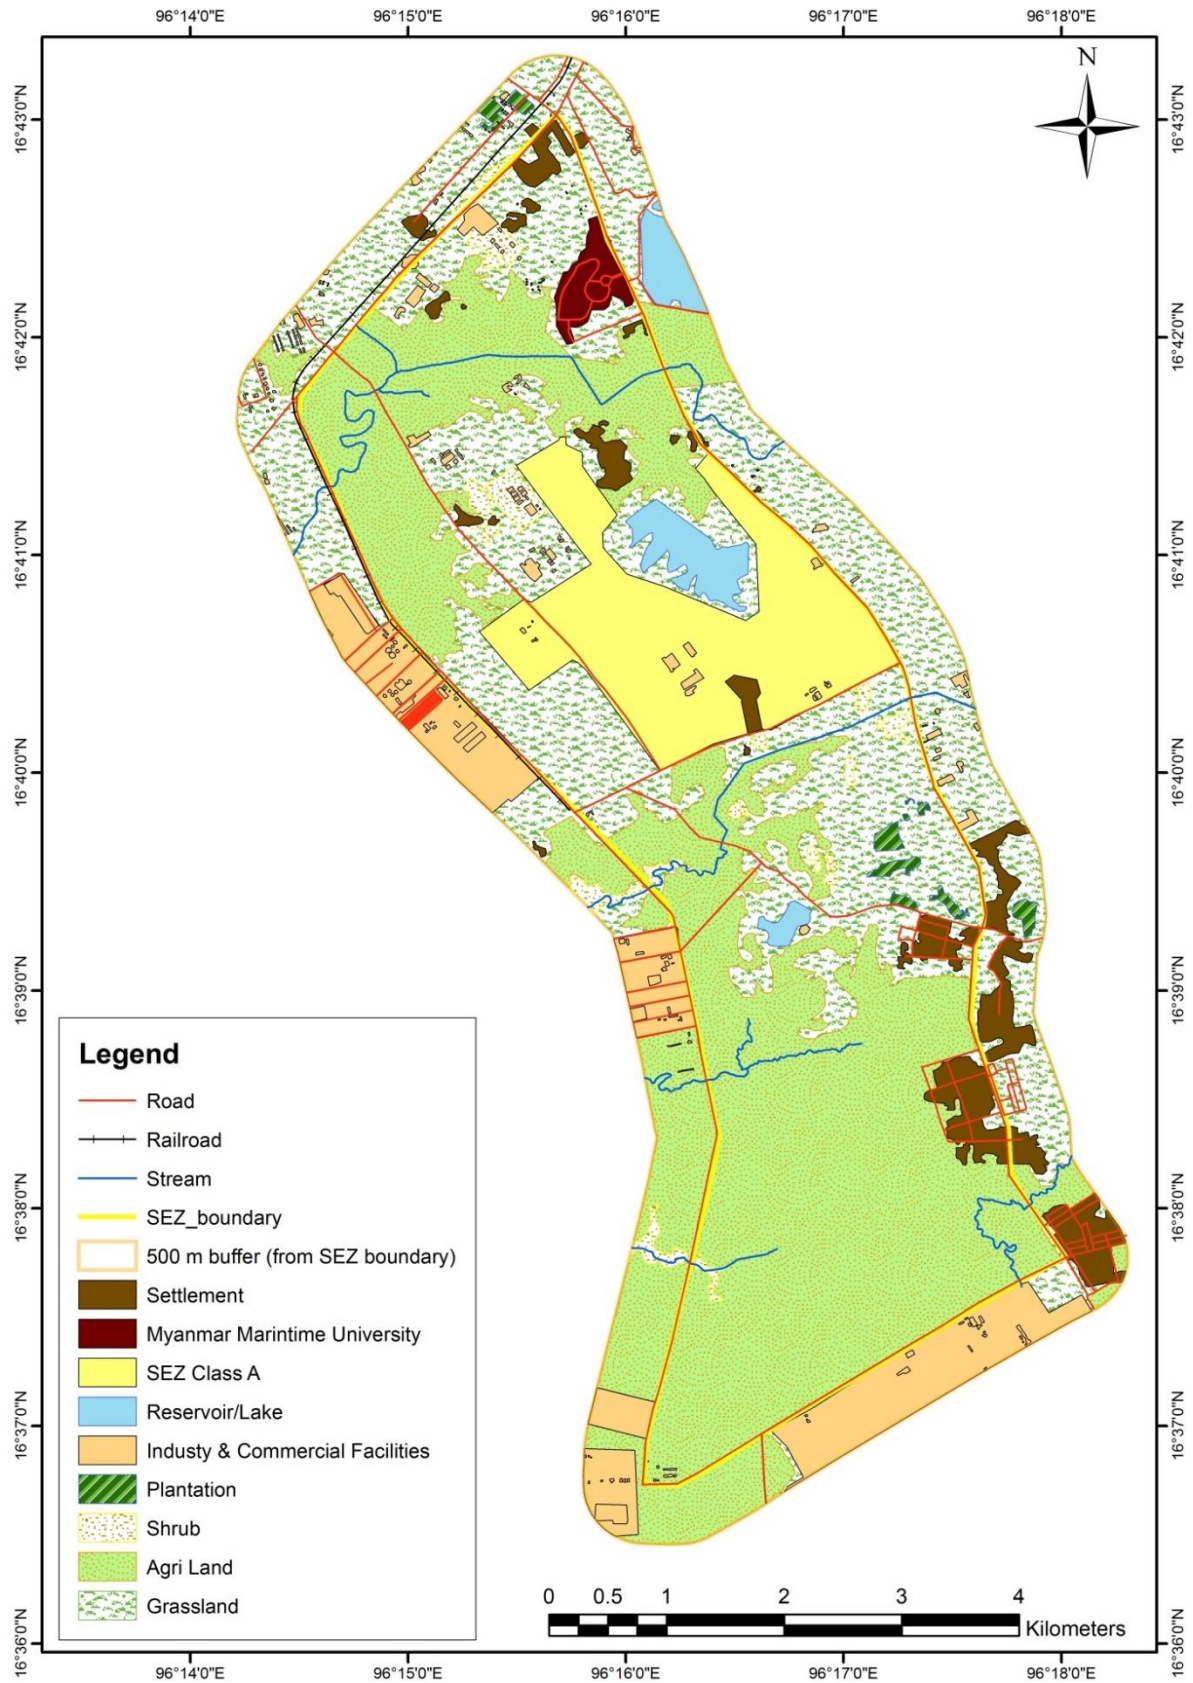 96°14'0"E 96°15'0"E 96°16'0"E 96°17'0"E 96°18'0"E
N
16°43'0"N 16°43'0"N
16°42'0"N 16°42'0"N
16°41'0"N 16°41'0"N
16°40'0"N 16°40'0"N
16°39'0"N 16°39'0"N
Legend
Road
Railroad
Stream
SEZ_boundary
500 m buffer (from SEZ boundary)
Settlement
Myanmar Marintime University
SEZ Class A
Reservoir/Lake
Industy & Commercial Facilities
Plantation
Shrub
Agri Land
Grassland
16°38'0"N 16°38'0"N
16°37'0"N 16°37'0"N
0 0.5 1 2 3 4
Kilometers
16°36'0"N 16°36'0"N
96°14'0"E 96°15'0"E 96°16'0"E 96°17'0"E 96°18'0"E